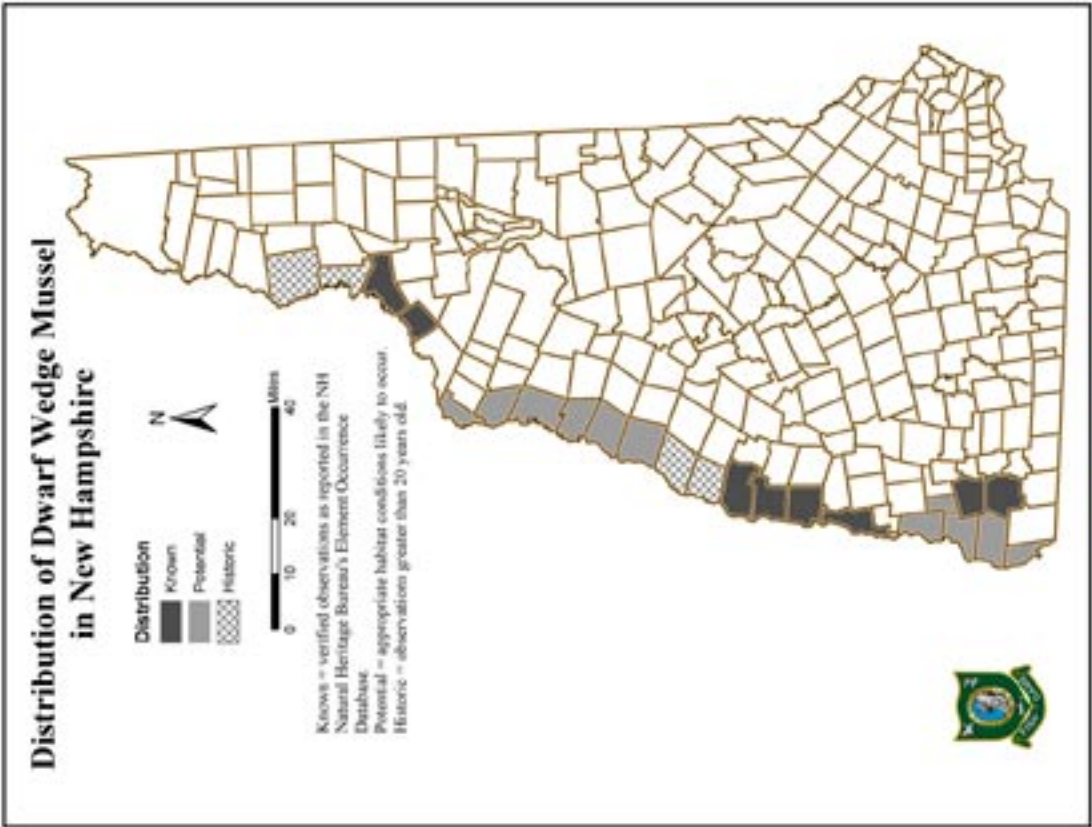 Distribution of Dwarf Wedge Mussel
in New Hampshire
N
Distribution
Known
Potential
Historic
0 10 20 40 Miles
Known = verified observations as reported in the NH
Natural Heritage Bureau's Element Occurrence
Database.
Potential = appropriate habitat conditions likely to occur.
Historic = observations greater than 20 years old.